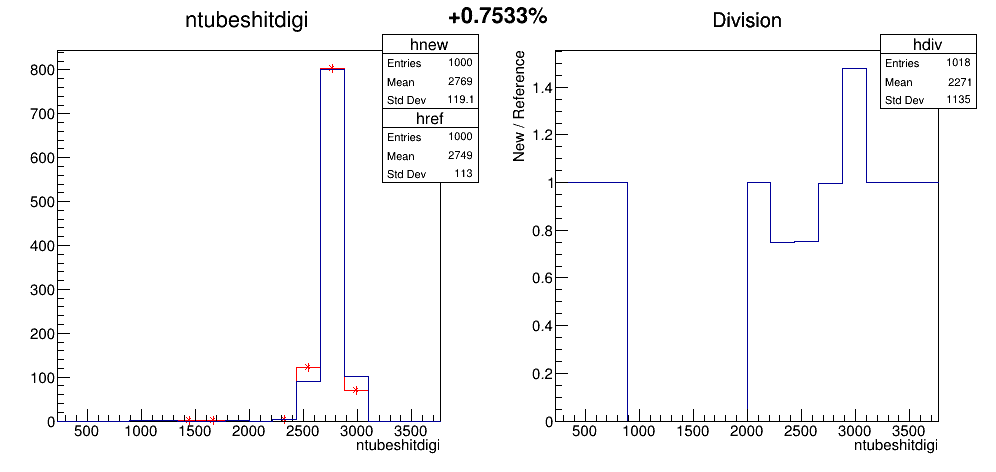 +0.7533%
ntubeshitdigi
hnew
Entries 1000
Mean 2769
Std Dev 119.1
href
Entries 1000
Mean 2749
Std Dev 113
800
700
600
500
400
300
200
100
0
500 1000 1500 2000 2500 3000 3500
ntubeshitdigi
Division
hdiv
Entries 1018
Mean 2271
Std Dev 1135
New / Reference
1.4
1.2
1
0.8
0.6
0.4
0.2
0
500 1000 1500 2000 2500 3000 3500
ntubeshitdigi